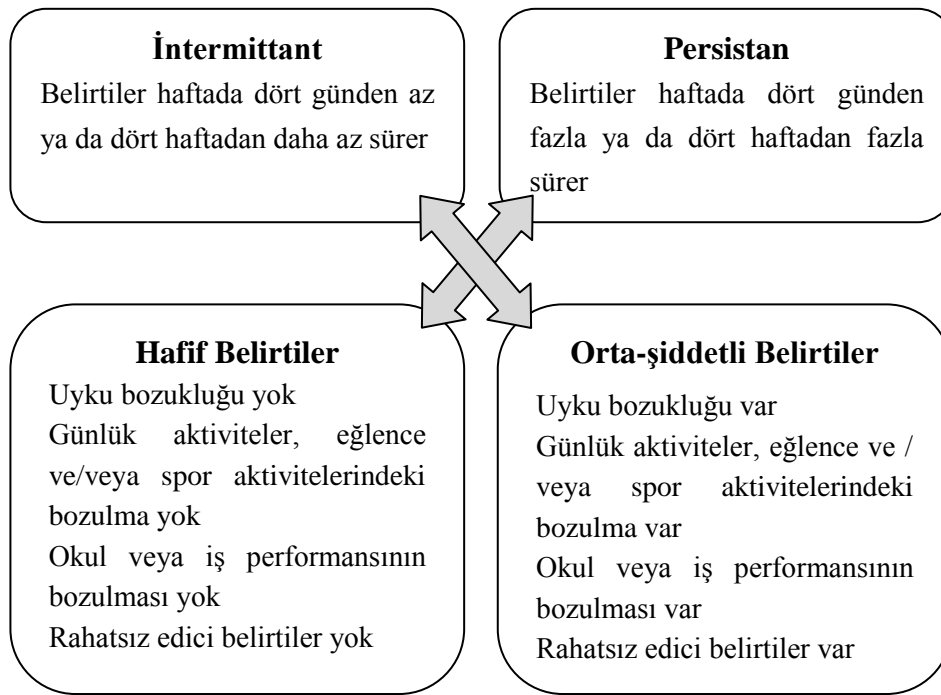 İntermittant
Belirtiler haftada dört günden az
ya da dört haftadan daha az sürer
Persistan
Belirtiler haftada dört günden
fazla ya da dört haftadan fazla
sürer
Hafif Belirtiler
Uyku bozukluğu yok
Günlük aktiviteler, eğlence
ve/veya spor aktivitelerindeki
bozulma yok
Okul veya iş performansının
bozulması yok
Rahatsız edici belirtiler yok
Orta-şiddetli Belirtiler
Uyku bozukluğu var
Günlük aktiviteler, eğlence ve /
veya spor aktivitelerindeki
bozulma var
Okul veya iş performansının
bozulması var
Rahatsız edici belirtiler var